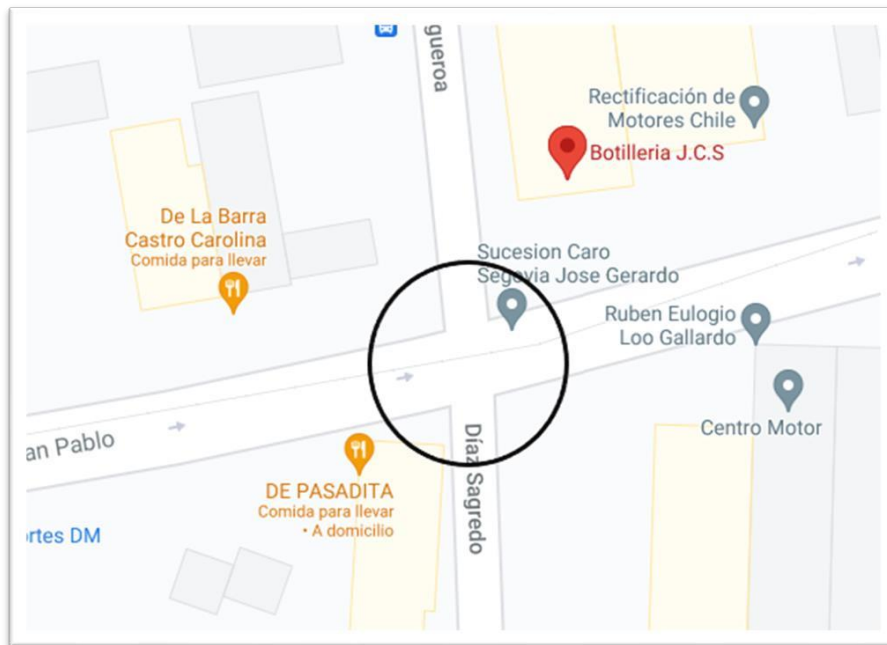 gueroa
Rectificación de
Motores Chile
Botilleria J.C.S
De La Barra
Castro Carolina
Comida para llevar
Sucesion Caro
Segovia Jose Gerardo
Ruben Eulogio
Loo Gallardo
an Pablo
Centro Motor
Díaz Sagredo
DE PASADITA
Comida para llevar
• A domicilio
rtes DM